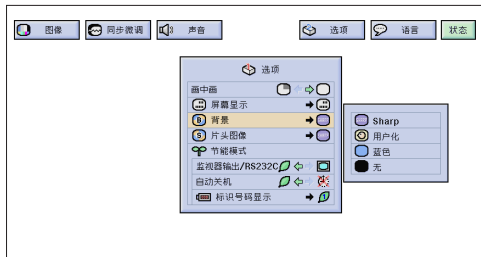 图像 同步微调 声音 选项 语言 状态
选项
画中画
屏幕显示
背景
片头图像
节能模式
监视器输出/RS232C
自动关机
标识号码显示
Sharp
用户化
蓝色
无